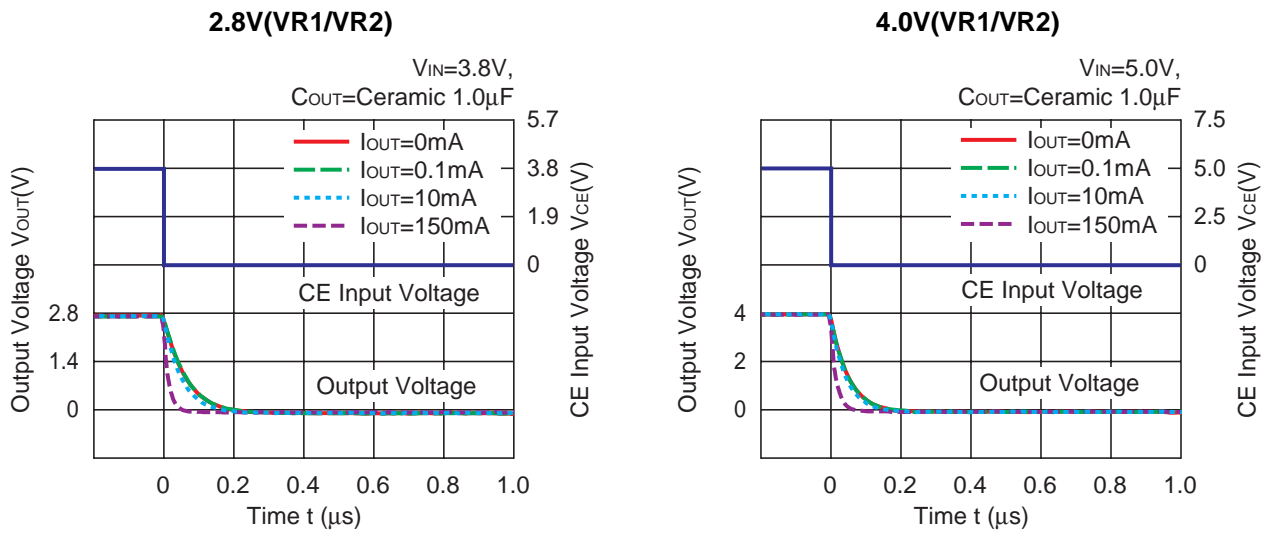 2.8V(VR1/VR2)
VIN=3.8V,
COUT=Ceramic 1.0μF
5.7
3.8
1.9
0
IOUT=0mA
IOUT=0.1mA
IOUT=10mA
IOUT=150mA
CE Input Voltage
2.8
1.4
0
Output Voltage
Output Voltage VOUT(V)
CE Input Voltage VCE(V)
0 0.2 0.4 0.6 0.8 1.0
Time t (μs)
4.0V(VR1/VR2)
VIN=5.0V,
COUT=Ceramic 1.0μF
7.5
5.0
2.5
0
IOUT=0mA
IOUT=0.1mA
IOUT=10mA
IOUT=150mA
CE Input Voltage
4
2
0
Output Voltage
Output Voltage VOUT(V)
CE Input Voltage VCE(V)
0 0.2 0.4 0.6 0.8 1.0
Time t (μs)